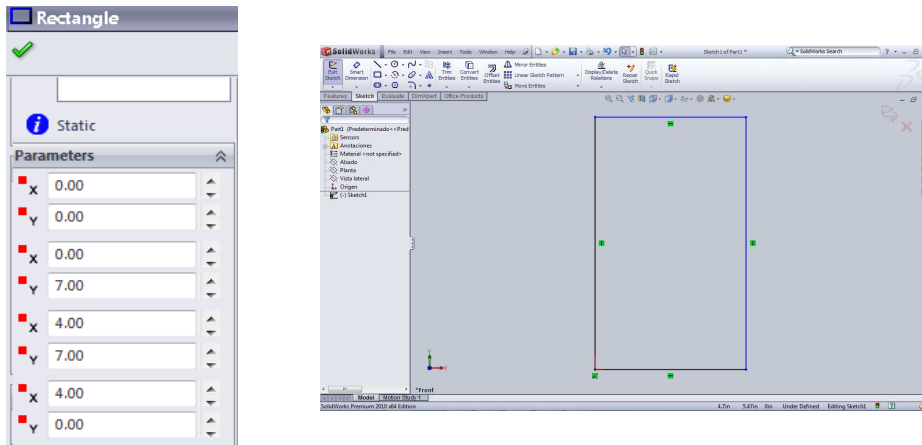 Rectangle
Static
Parameters
X 0.00
Y 0.00
X 0.00
Y 7.00
X 4.00
Y 7.00
X 4.00
Y 0.00
SolidWorks File Edit View Insert Tools Window Help Sketch1 of Part1 * SolidWorks Search
Exit Sketch
Smart Dimension
Trim Entities
Convert Entities
Offset Entities
Mirror Entities
Linear Sketch Pattern
Move Entities
Display/Delete Relations
Repair Sketch
Quick Snaps
Rapid Sketch
Features Sketch Evaluate DimXpert Office Products
Part1 (Predeterminado<<Pred
Sensors
Anotaciones
Material <not specified>
Alzado
Planta
Vista lateral
Origen
(-) Sketch1
*Front
Model Motion Study 1
SolidWorks Premium 2010 x64 Edition 4.7in 5.47in 0in Under Defined Editing Sketch1